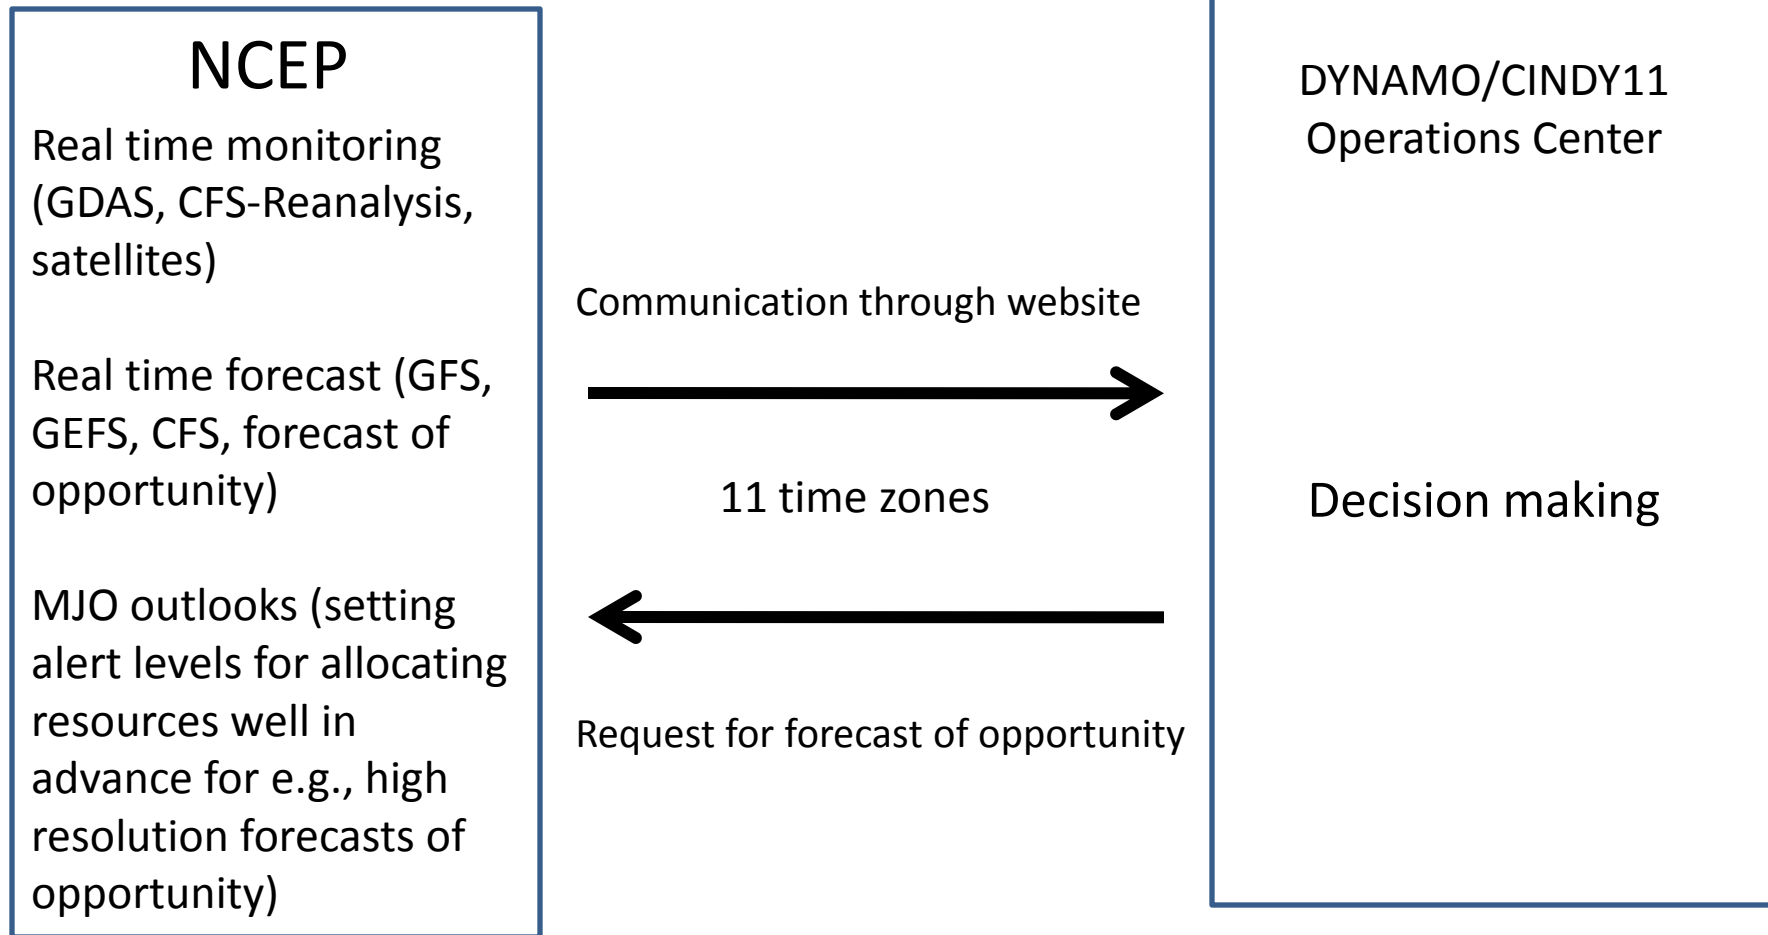 NCEP
Real time monitoring
(GDAS, CFS-Reanalysis,
satellites)
Real time forecast (GFS,
GEFS, CFS, forecast of
opportunity)
MJO outlooks (setting
alert levels for allocating
resources well in
advance for e.g., high
resolution forecasts of
opportunity)
Communication through website
11 time zones
Request for forecast of opportunity
DYNAMO/CINDY11
Operations Center
Decision making